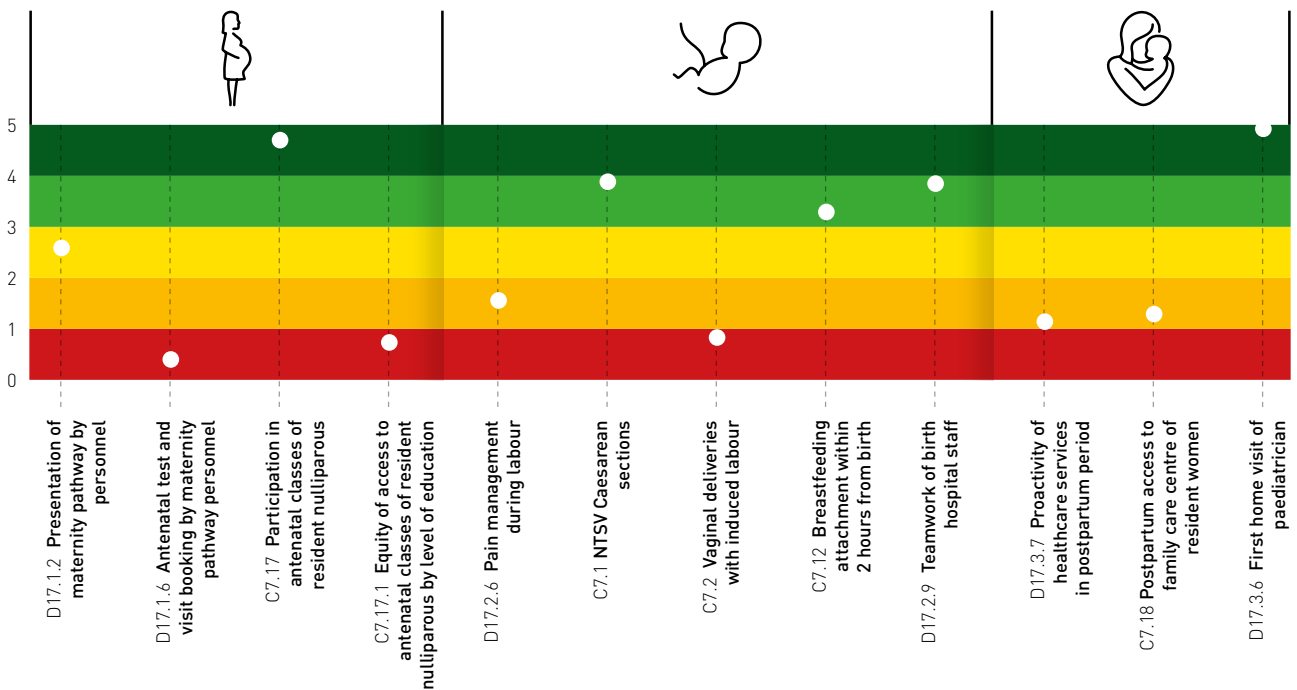 5
4
3
2
1
0
D17.1.2 Presentation of
maternity pathway by
personnel
D17.1.6 Antenatal test and
visit booking by maternity
pathway personnel
C7.17 Participation in
antenatal classes of
resident nulliparous
C7.17.1 Equity of access to
antenatal classes of resident
nulliparous by level of education
D17.2.6 Pain management
during labour
C7.1 NTSV Caesarean
sections
C7.2 Vaginal deliveries
with induced labour
C7.12 Breastfeeding
attachment within
2 hours from birth
D17.2.9 Teamwork of birth
hospital staff
D17.3.7 Proactivity of
healthcare services
in postpartum period
C7.18 Postpartum access to
family care centre of
resident women
D17.3.6 First home visit of
paediatrician